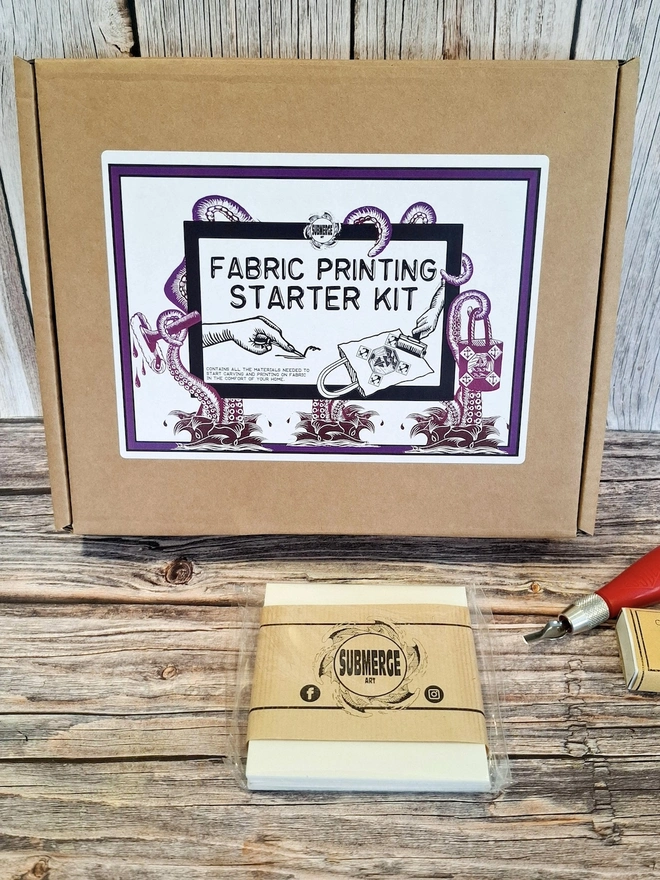 SUBMERGE
ART
FABRIC PRINTING
STARTER KIT
CONTAINS ALL THE MATERIALS NEEDED TO
START CARVING AND PRINTING ON FABRIC
IN THE COMFORT OF YOUR HOME.
SUBMERGE
ART
f